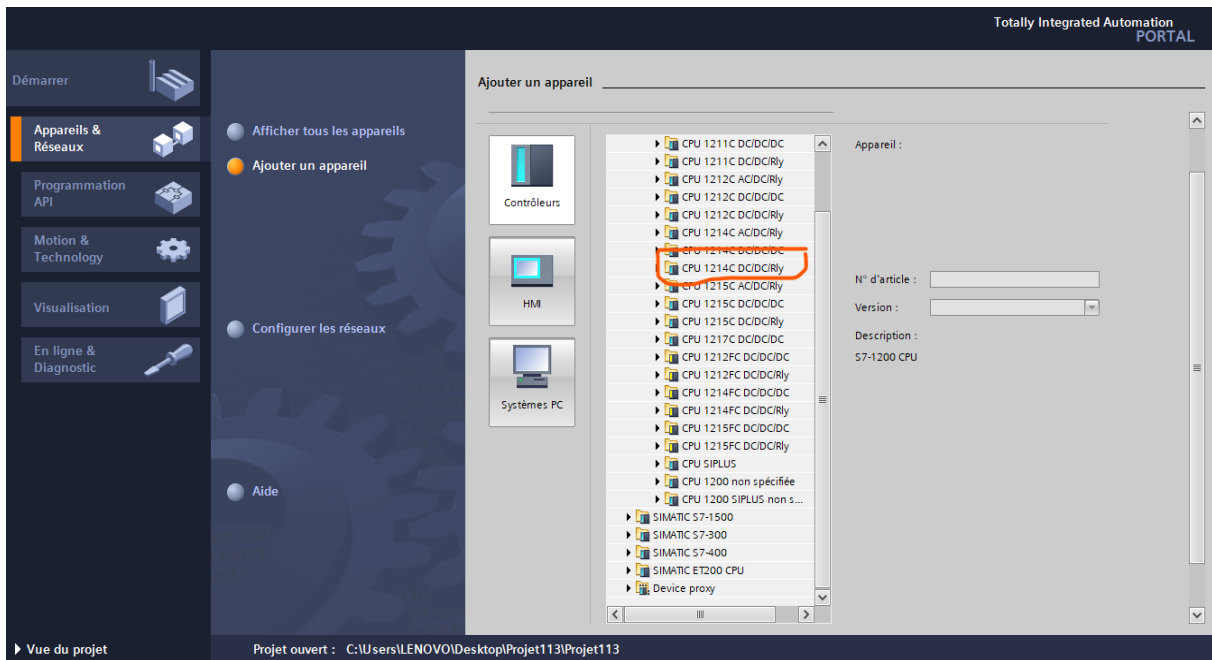 Totally Integrated Automation
PORTAL
Démarrer
Appareils &
Réseaux
Programmation
API
Motion &
Technology
Visualisation
En ligne &
Diagnostic
Vue du projet
Afficher tous les appareils
Ajouter un appareil
Configurer les réseaux
Aide
Ajouter un appareil
Contrôleurs
HMI
Systèmes PC
CPU 1211C DC/DC/DC
CPU 1211C DC/DC/Rly
CPU 1212C AC/DC/Rly
CPU 1212C DC/DC/DC
CPU 1212C DC/DC/Rly
CPU 1214C AC/DC/Rly
CPU 1214C DC/DC/DC
CPU 1214C DC/DC/Rly
CPU 1215C AC/DC/Rly
CPU 1215C DC/DC/DC
CPU 1215C DC/DC/Rly
CPU 1217C DC/DC/DC
CPU 1212FC DC/DC/DC
CPU 1212FC DC/DC/Rly
CPU 1214FC DC/DC/DC
CPU 1214FC DC/DC/Rly
CPU 1215FC DC/DC/DC
CPU 1215FC DC/DC/Rly
CPU SIPLUS
CPU 1200 non spécifiée
CPU 1200 SIPLUS non s...
SIMATIC S7-1500
SIMATIC S7-300
SIMATIC S7-400
SIMATIC ET200 CPU
Device proxy
Appareil :
N° d'article :
Version :
Description :
S7-1200 CPU
Projet ouvert : C:\Users\LENOVO\Desktop\Projet113\Projet113